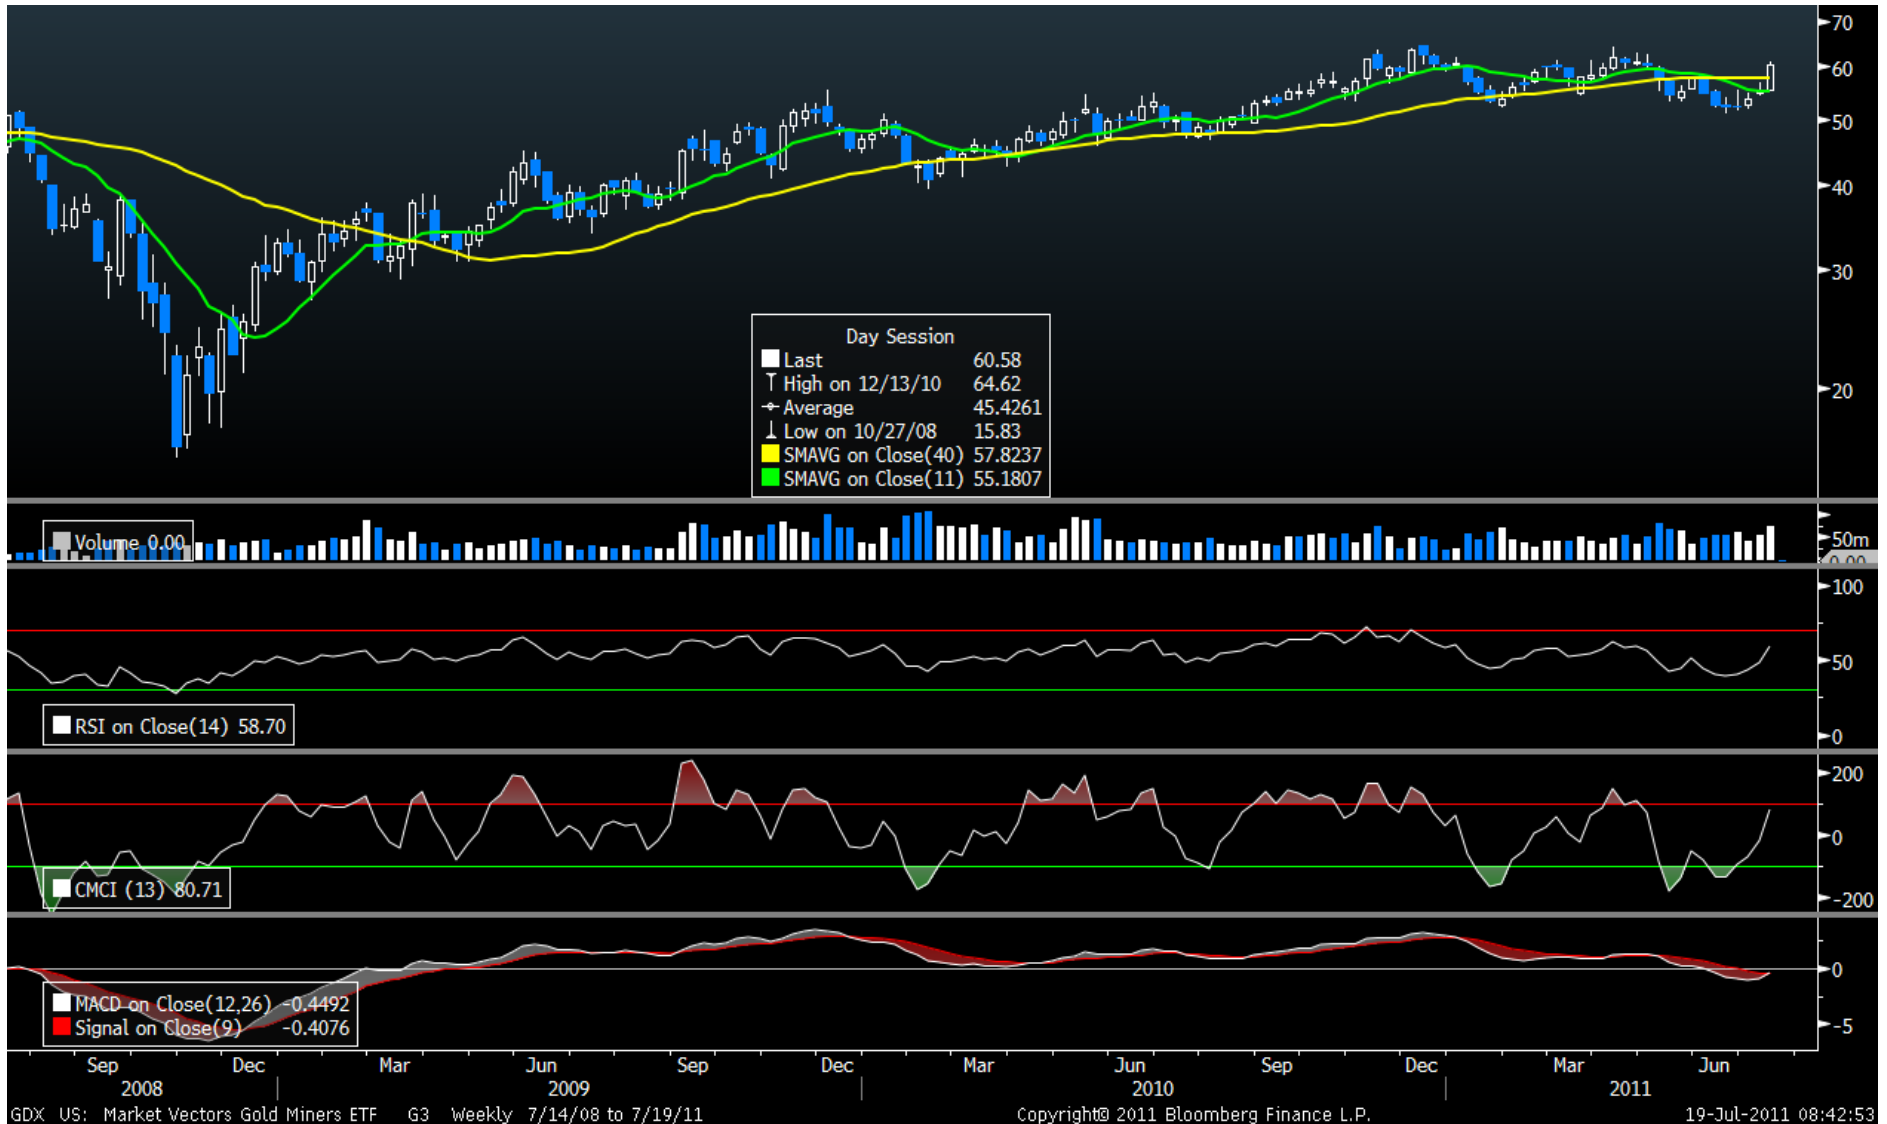 70
60
50
40
30
20
Day Session
Last 60.58
High on 12/13/10 64.62
Average 45.4261
Low on 10/27/08 15.83
SMAVG on Close(40) 57.8237
SMAVG on Close(11) 55.1807
Volume 0.00
50m
0.00
100
50
0
RSI on Close(14) 58.70
200
0
-200
CMCI (13) 80.71
0
-5
MACD on Close(12,26) -0.4492
Signal on Close(9) -0.4076
Sep Dec Mar Jun Sep Dec Mar Jun Sep Dec Mar Jun
2008 2009 2010 2011
GDX US: Market Vectors Gold Miners ETF G3 Weekly 7/14/08 to 7/19/11 Copyright© 2011 Bloomberg Finance L.P. 19-Jul-2011 08:42:53